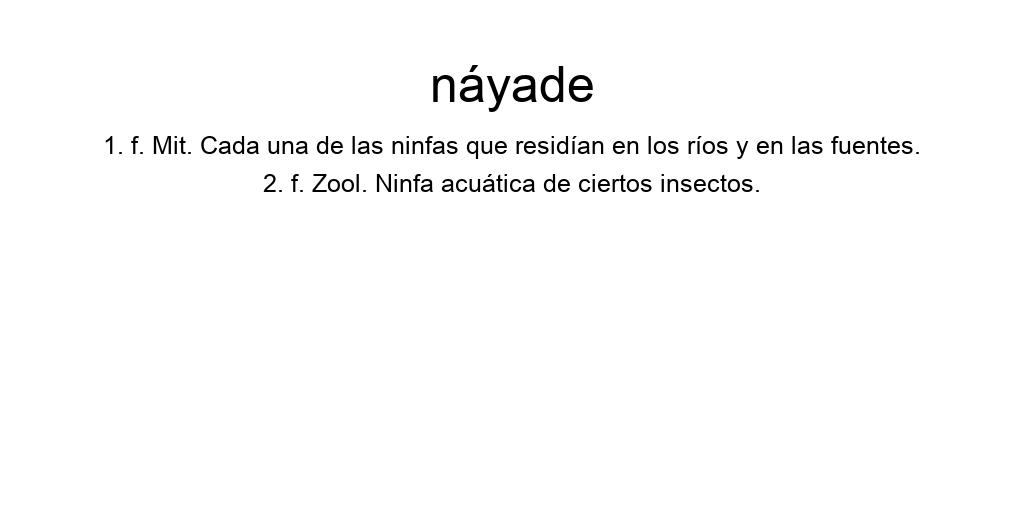 náyade
1. f. Mit. Cada una de las ninfas que residían en los ríos y en las fuentes.
2. f. Zool. Ninfa acuática de ciertos insectos.